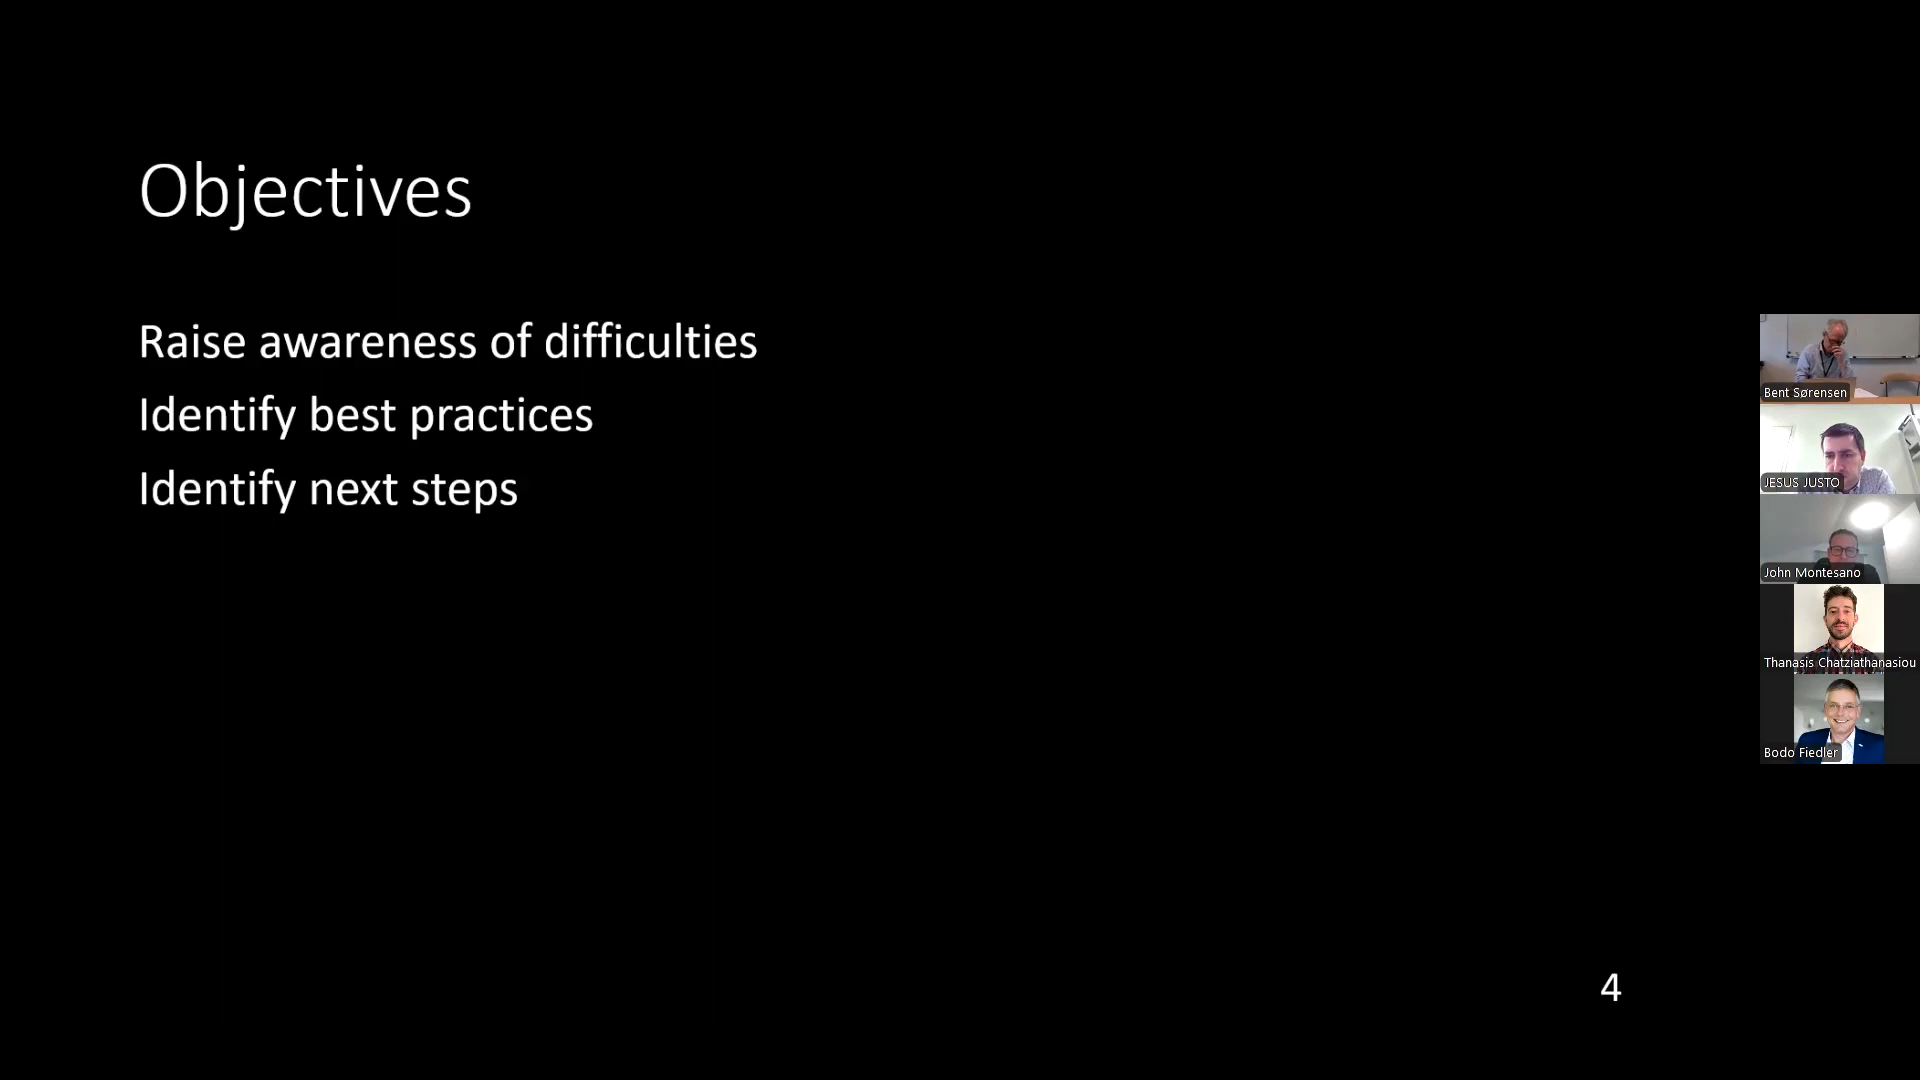 Objectives
Raise awareness of difficulties
Identify best practices
Identify next steps
4
Bent Sørensen
JESUS JUSTO
John Montesano
Thanasis Chatziathanasiou
Bodo Fiedler